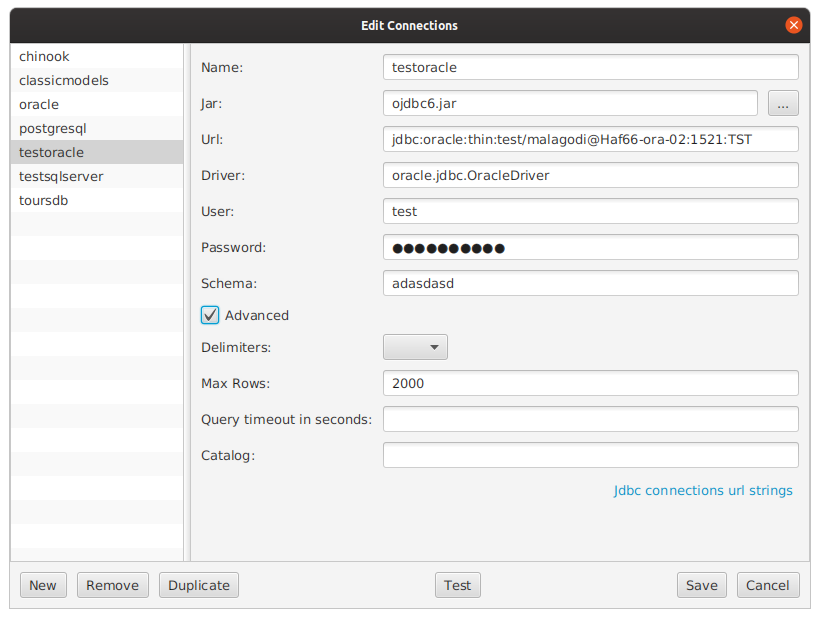 Edit Connections
chinook
classicmodels
oracle
postgresql
testoracle
testsqlserver
toursdb
Name: testoracle
Jar: ojdbc6.jar ...
Url: jdbc:oracle:thin:test/malagodi@Haf66-ora-02:1521:TST
Driver: oracle.jdbc.OracleDriver
User: test
Password: ●●●●●●●●●●
Schema: adasdasd
Advanced
Delimiters:
Max Rows: 2000
Query timeout in seconds:
Catalog:
Jdbc connections url strings
New Remove Duplicate Test Save Cancel